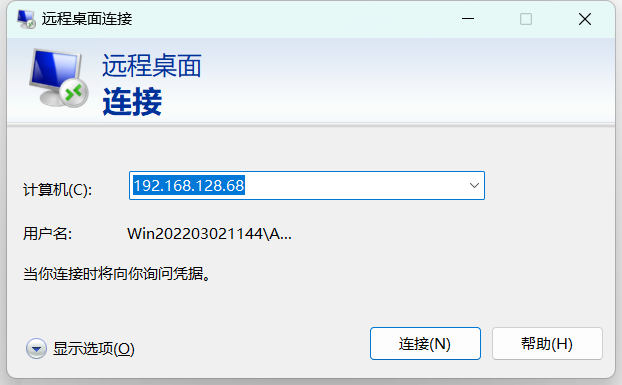 远程桌面连接
远程桌面
连接
计算机(C): 192.168.128.68
用户名: Win202203021144\A...
当你连接时将向你询问凭据。
显示选项(O) 连接(N) 帮助(H)